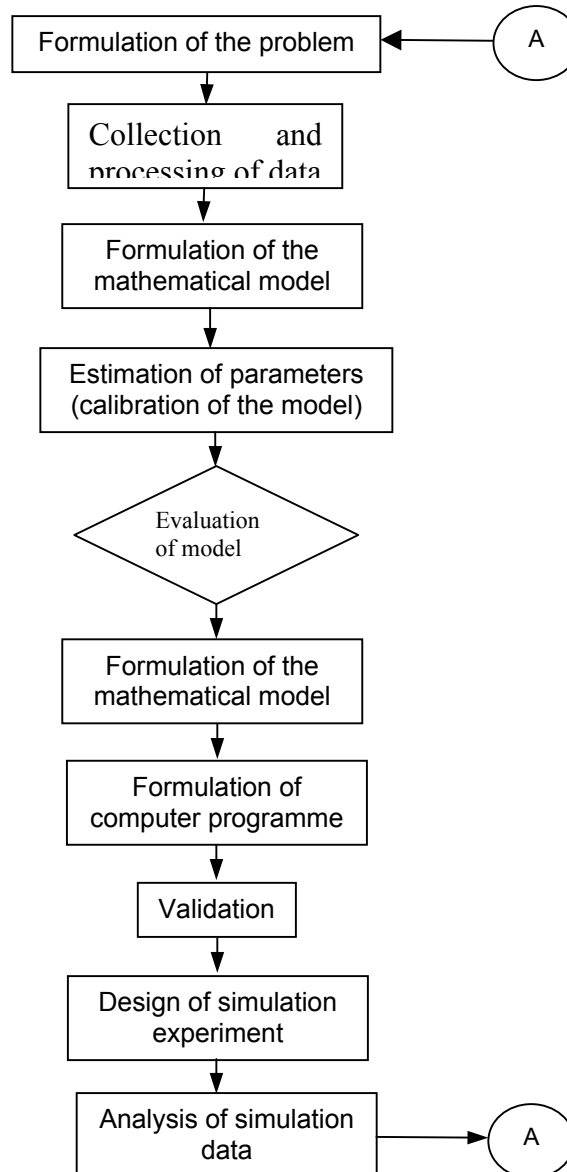 Formulation of the problem
A
Collection and
processing of data
Formulation of the
mathematical model
Estimation of parameters
(calibration of the model)
Evaluation
of model
Formulation of the
mathematical model
Formulation of
computer programme
Validation
Design of simulation
experiment
Analysis of simulation
data
A